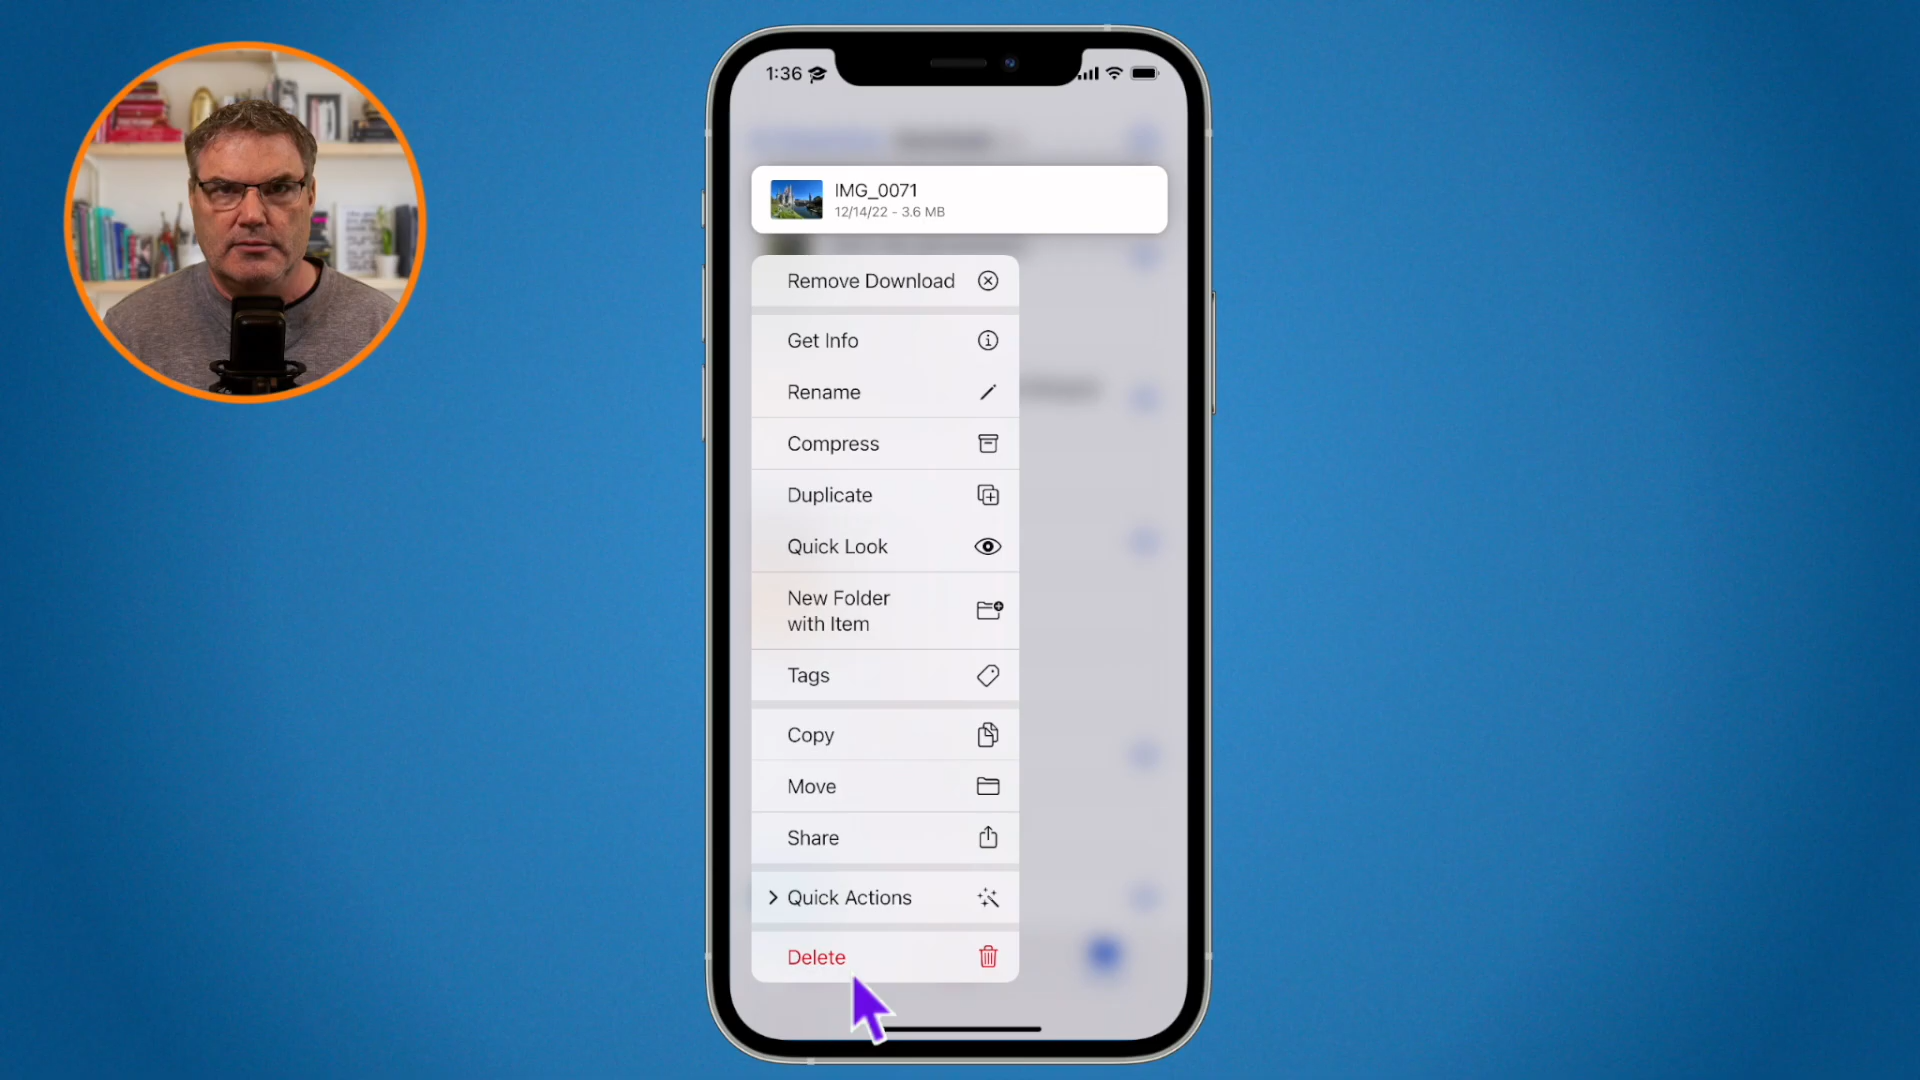 1:36
IMG_0071
12/14/22 - 3.6 MB
Remove Download
Get Info
Rename
Compress
Duplicate
Quick Look
New Folder
with Item
Tags
Copy
Move
Share
Quick Actions
Delete